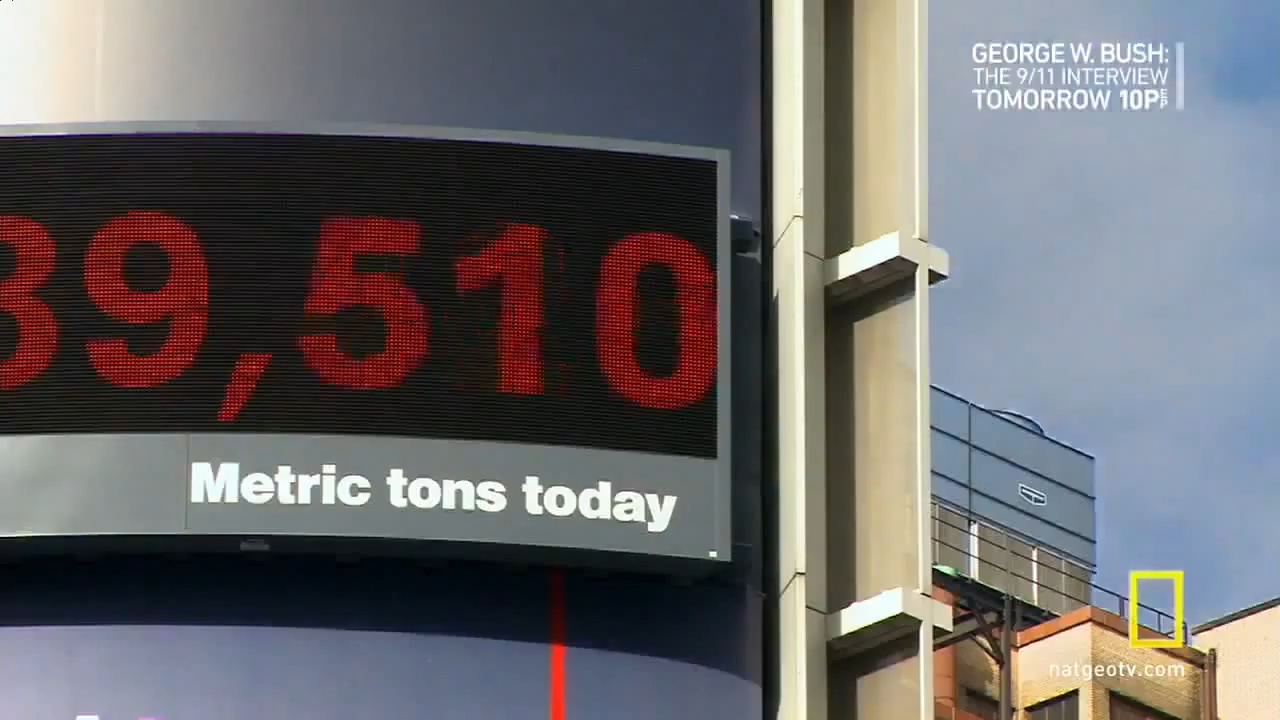 GEORGE W. BUSH:
THE 9/11 INTERVIEW
TOMORROW 10P
39,510
Metric tons today
natgeotv.com